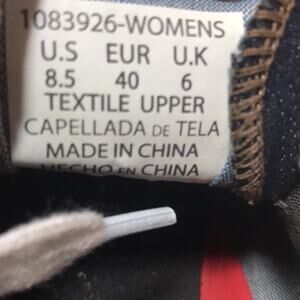 1083926-WOMENS
U.S EUR U.K
8.5 40 6
TEXTILE UPPER
CAPELLADA DE TELA
MADE IN CHINA
HECHO EN CHINA